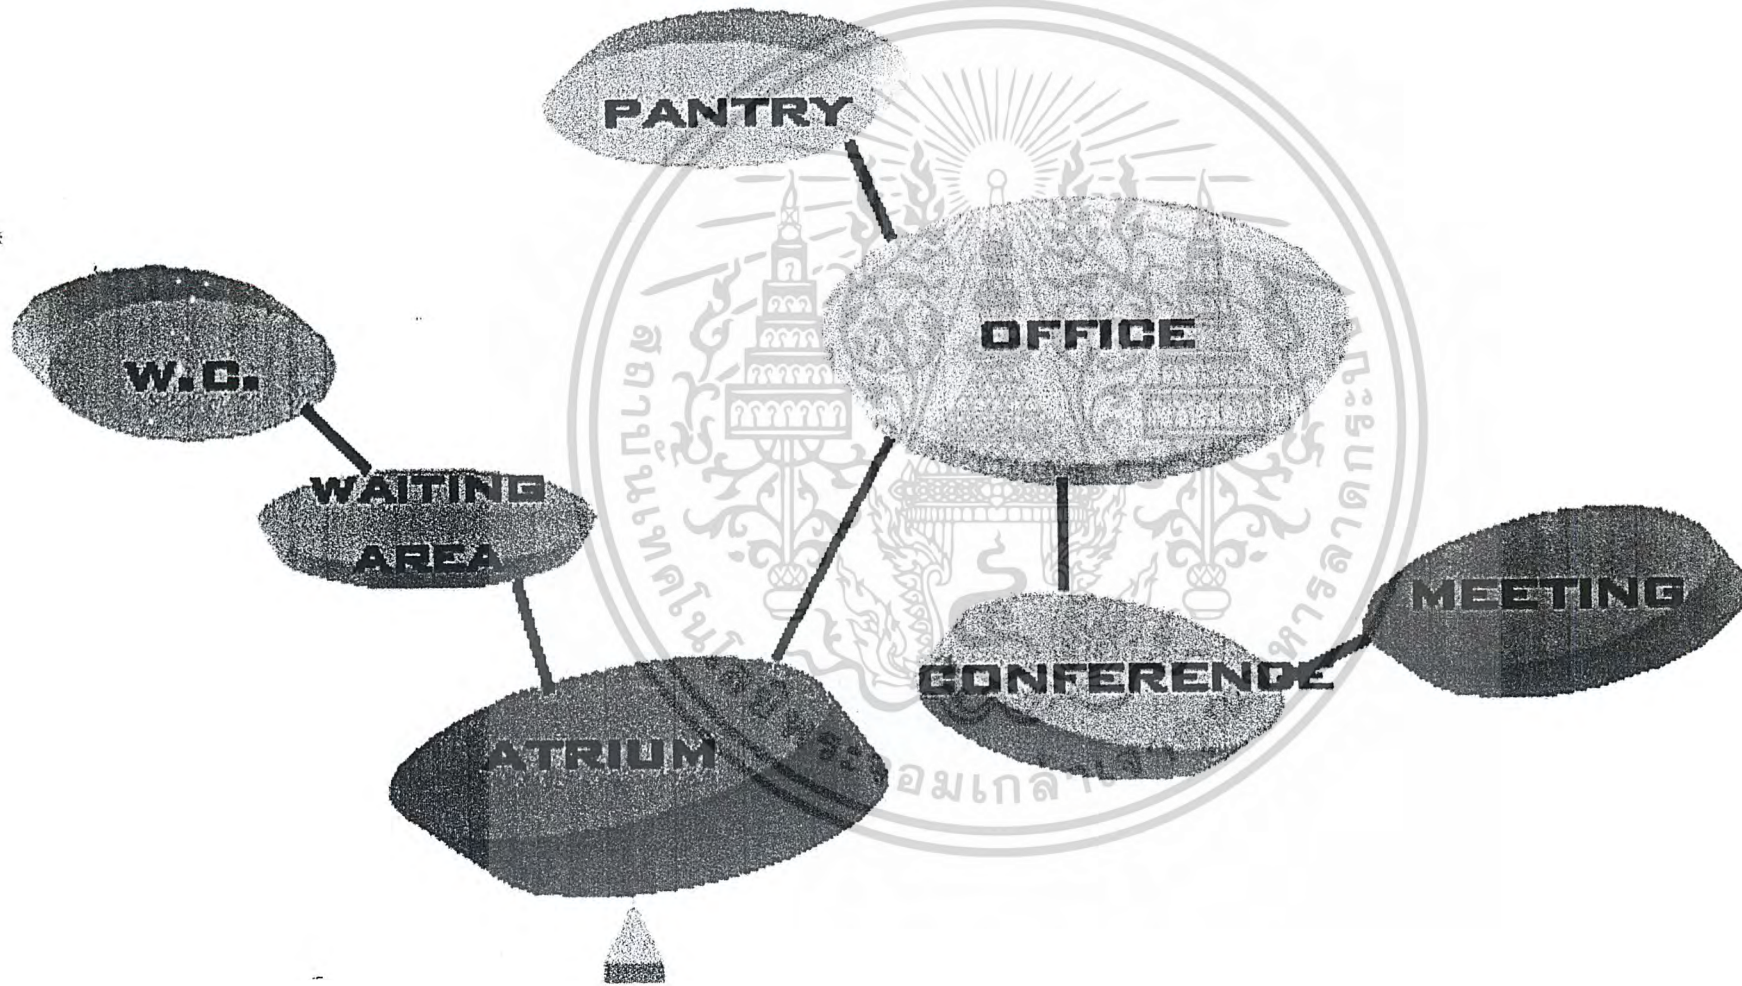 PANTRY
OFFICE
W.C.
WAITING
AREA
MEETING
CONFERENCE
ATRIUM